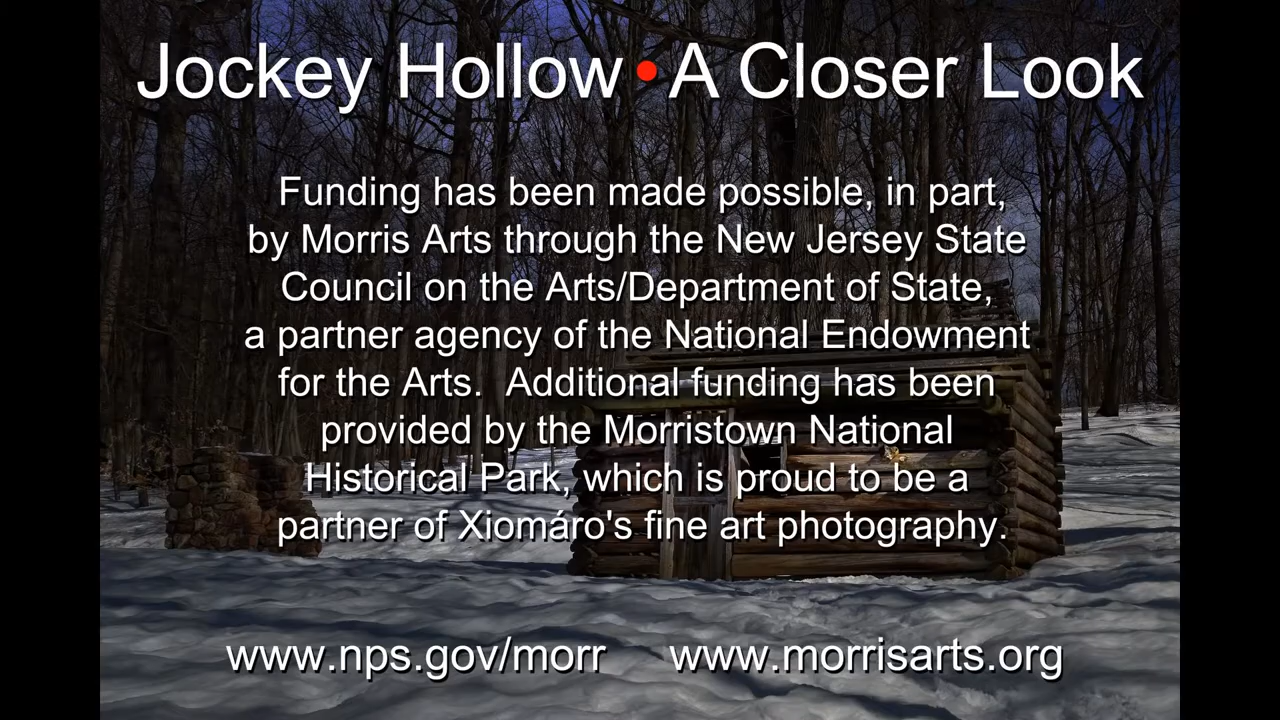 Jockey Hollow • A Closer Look
Funding has been made possible, in part,
by Morris Arts through the New Jersey State
Council on the Arts/Department of State,
a partner agency of the National Endowment
for the Arts.  Additional funding has been
provided by the Morristown National
Historical Park, which is proud to be a
partner of Xiomáro's fine art photography.
www.nps.gov/morr www.morrisarts.org